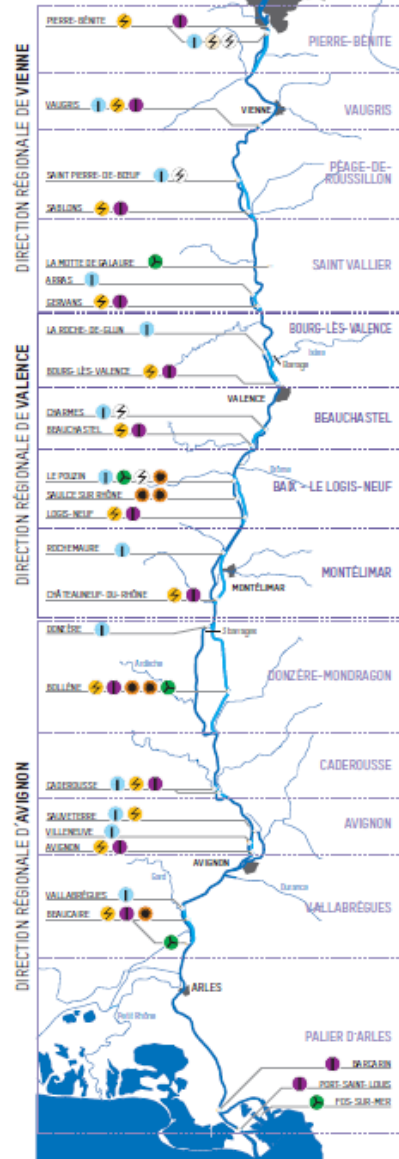 DIRECTION RÉGIONALE DE VIENNE
PIERRE-BÉNITE
PIERRE-BÉNITE
VAUGRIS
VIENNE
VAUGRIS
SAINT PIERRE-DE-BŒUF
PÉAGE-DE-
ROUSSILLON
SABLONS
LA MOTTE DE GALAURE
SAINT VALLIER
ARRAS
GERVANS
DIRECTION RÉGIONALE DE VALENCE
LA ROCHE-DE-GLUN
BOURG-LÈS-VALENCE
Isère
Barrage
BOURG-LÈS-VALENCE
VALENCE
CHARMES
BEAUCHASTEL
BEAUCHASTEL
LE POUZIN
Drôme
SAULCE SUR RHÔNE
BAIX - LE LOGIS-NEUF
LOGIS-NEUF
ROCHEMAURE
MONTÉLIMAR
MONTÉLIMAR
CHÂTEAUNEUF-DU-RHÔNE
DIRECTION RÉGIONALE D'AVIGNON
DONZÈRE
2 barrages
Ardèche
DONZÈRE-MONDRAGON
BOLLÈNE
CADEROUSSE
CADEROUSSE
SAUVETERRE
VILLENEUVE
AVIGNON
AVIGNON
AVIGNON
Gard
Durance
VALLABRÈGUES
VALLABRÈGUES
BEAUCAIRE
ARLES
Petit Rhône
PALIER D'ARLES
BARCARIN
PORT-SAINT-LOUIS
FOS-SUR-MER